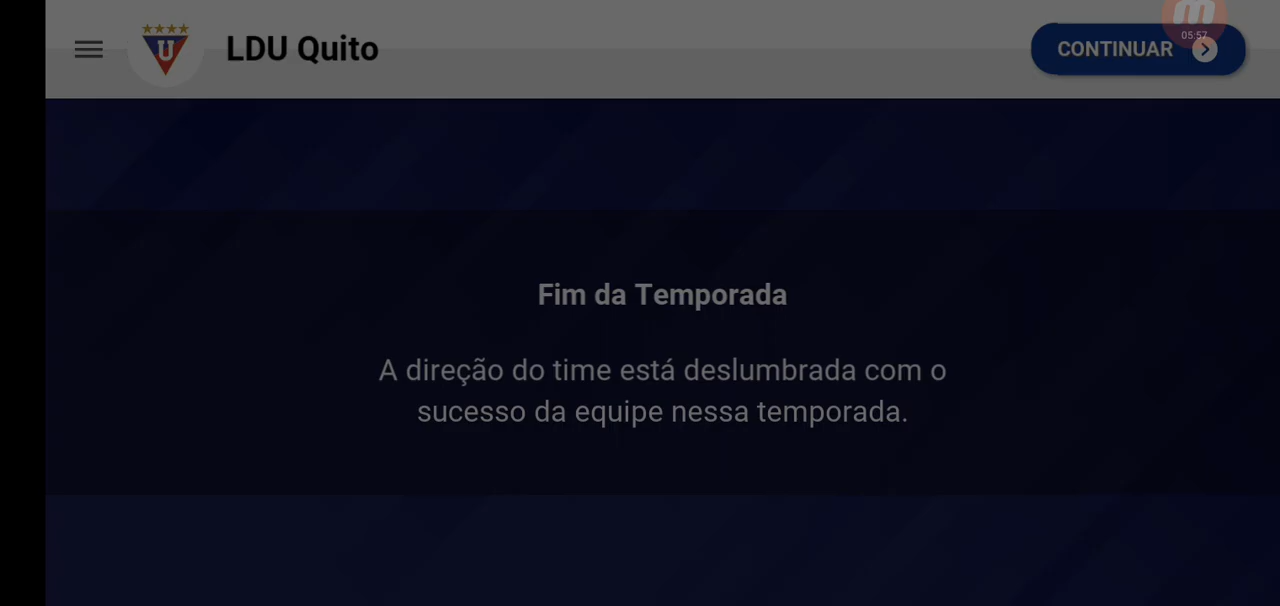 LDU Quito
U
CONTINUAR
m
05:57
Fim da Temporada
A direção do time está deslumbrada com o
sucesso da equipe nessa temporada.